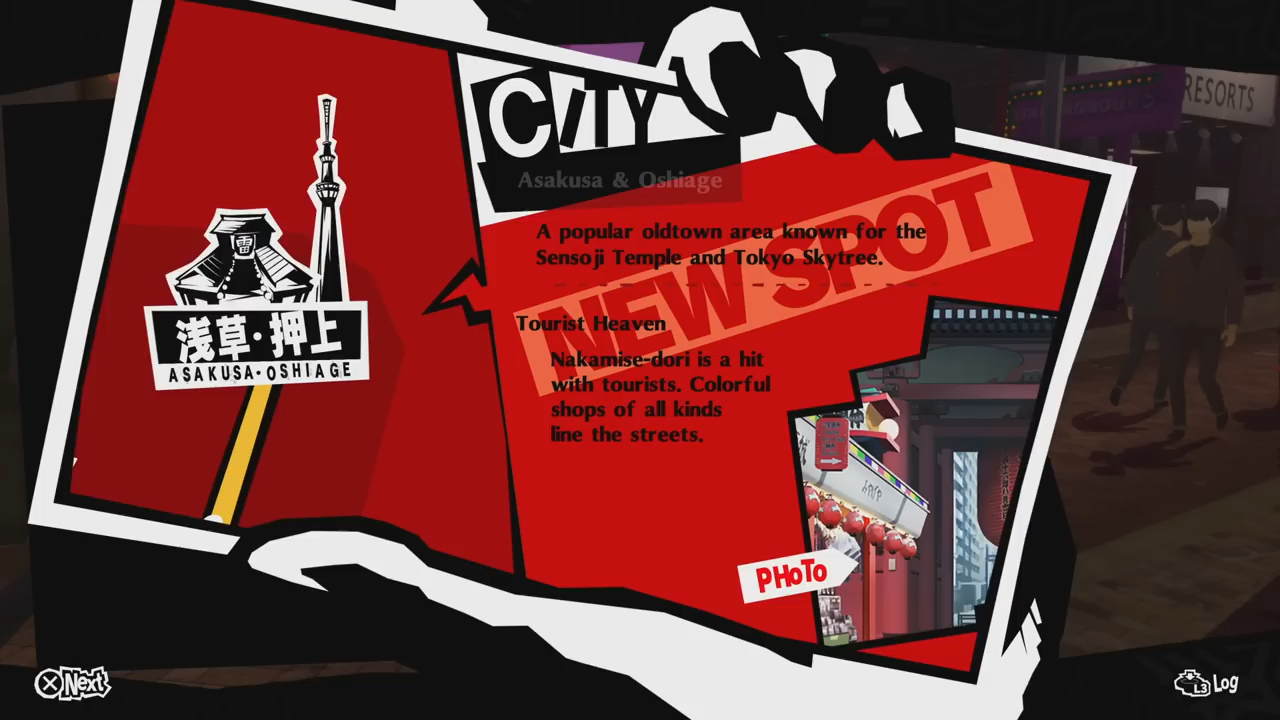 CITY
Asakusa & Oshiage
NEW SPOT
A popular oldtown area known for the
Sensoji Temple and Tokyo Skytree.
Tourist Heaven
Nakamise-dori is a hit
with tourists. Colorful
shops of all kinds
line the streets.
雷
浅草・押上
ASAKUSA・OSHIAGE
PHoTo
RESORTS
Next
L3 Log